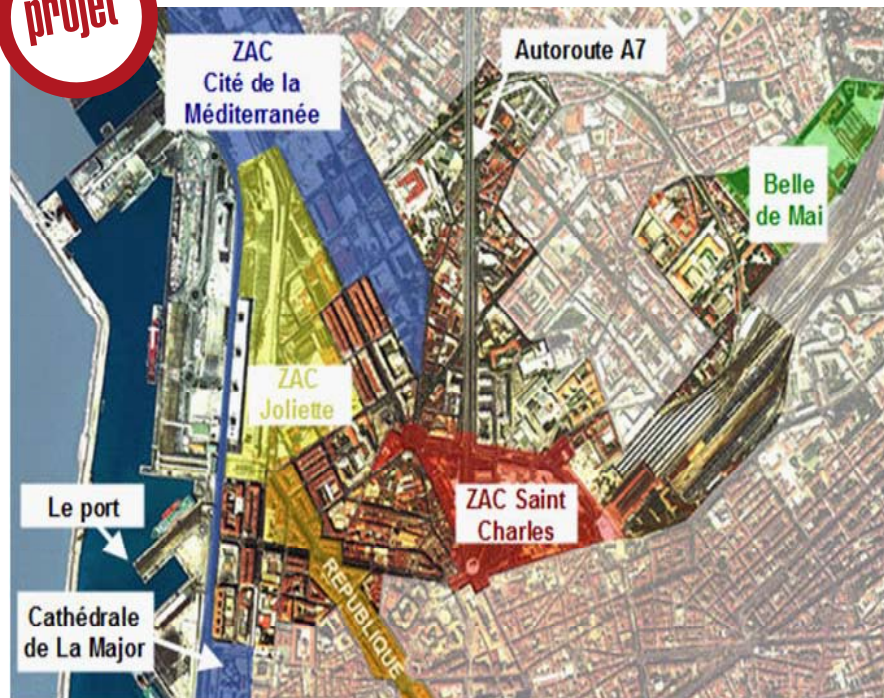 projet
ZAC
Cité de la
Méditerranée
Autoroute A7
Belle
de Mai
ZAC
Joliette
ZAC Saint
Charles
Le port
REPUBLIQUE
Cathédrale
de La Major